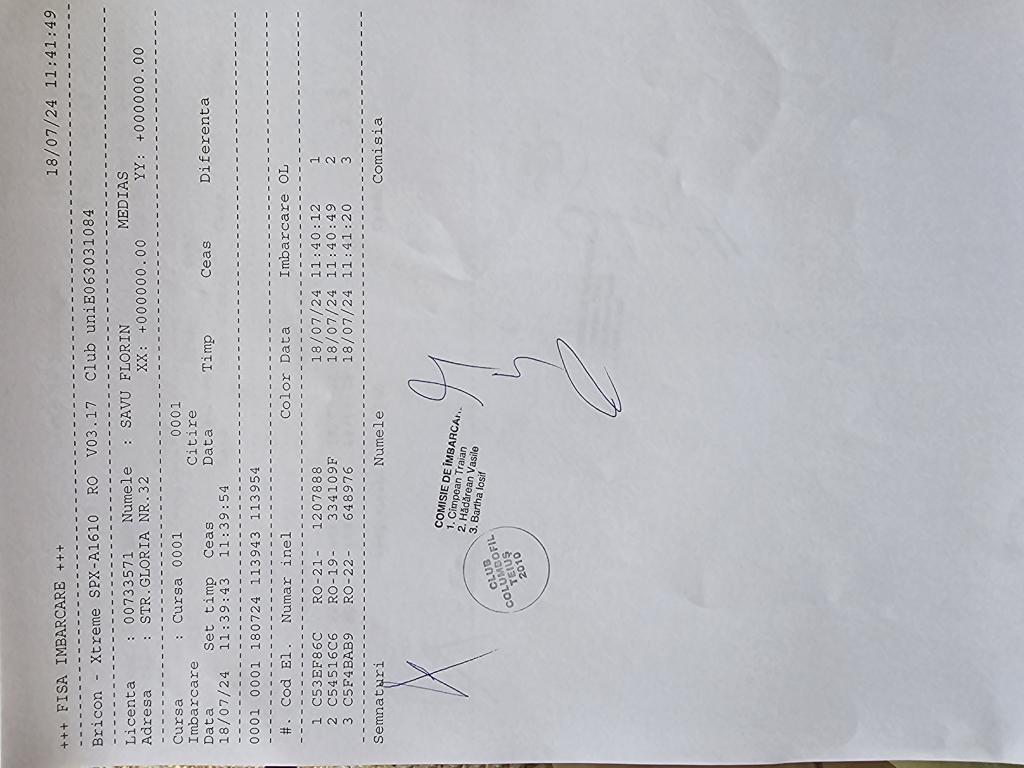 +++ FISA IMBARCARE +++ 18/07/24 11:41:49
Bricon - Xtreme SPX-A1610 RO V03.17 Club uniE063031084
Licenta : 00733571 Numele : SAVU FLORIN MEDIAS
Adresa : STR.GLORIA NR.32 XX: +0000000.00 YY: +000000.00
Cursa : Cursa 0001 0001
Imbarcare Citire
Data Set timp Ceas Data Timp Ceas Diferenta
18/07/24 11:39:43 11:39:54
0001 0001 180724 113943 113954
#. Cod El. Numar inel Color Data Imbarcare OL
1 C53EF86C RO-21- 1207888 18/07/24 11:40:12 1
2 C54516C6 RO-19- 334109F 18/07/24 11:40:49 2
3 C5F4BAB9 RO-22- 648976 18/07/24 11:41:20 3
Semnaturi Numele Comisia
COMISIE DE ÎMBARCAR
1. Cîmpean Traian
2. Hădărean Vasile
3. Bartha Iosif
CLUB
COLUMBOFIL
TEIUȘ
2010